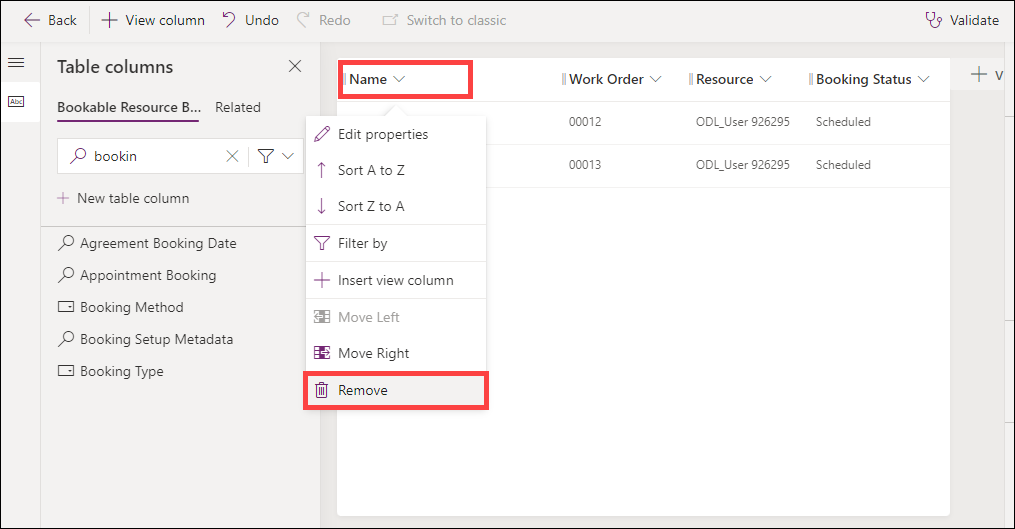 Back
View column
Undo
Redo
Switch to classic
Validate
Table columns
Abc
Bookable Resource B...
Related
bookin
New table column
Agreement Booking Date
Appointment Booking
Booking Method
Booking Setup Metadata
Booking Type
Name
Work Order
Resource
Booking Status
V
00012
ODL_User 926295
Scheduled
00013
ODL_User 926295
Scheduled
Edit properties
Sort A to Z
Sort Z to A
Filter by
Insert view column
Move Left
Move Right
Remove